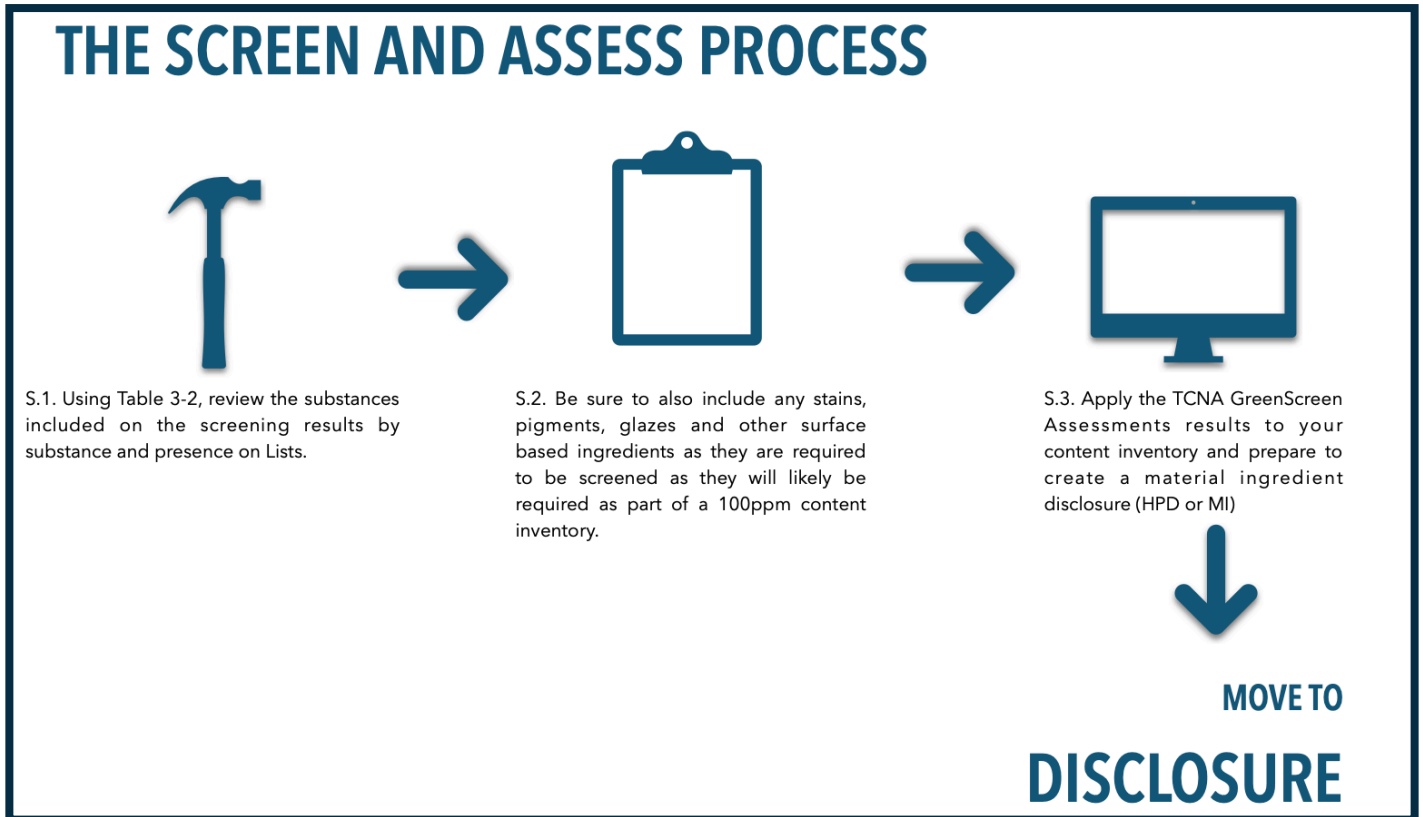 THE SCREEN AND ASSESS PROCESS
S.1. Using Table 3-2, review the substances
included on the screening results by
substance and presence on Lists.
S.2. Be sure to also include any stains,
pigments, glazes and other surface
based ingredients as they are required
to be screened as they will likely be
required as part of a 100ppm content
inventory.
S.3. Apply the TCNA GreenScreen
Assessments results to your
content inventory and prepare to
create a material ingredient
disclosure (HPD or MI)
MOVE TO
DISCLOSURE